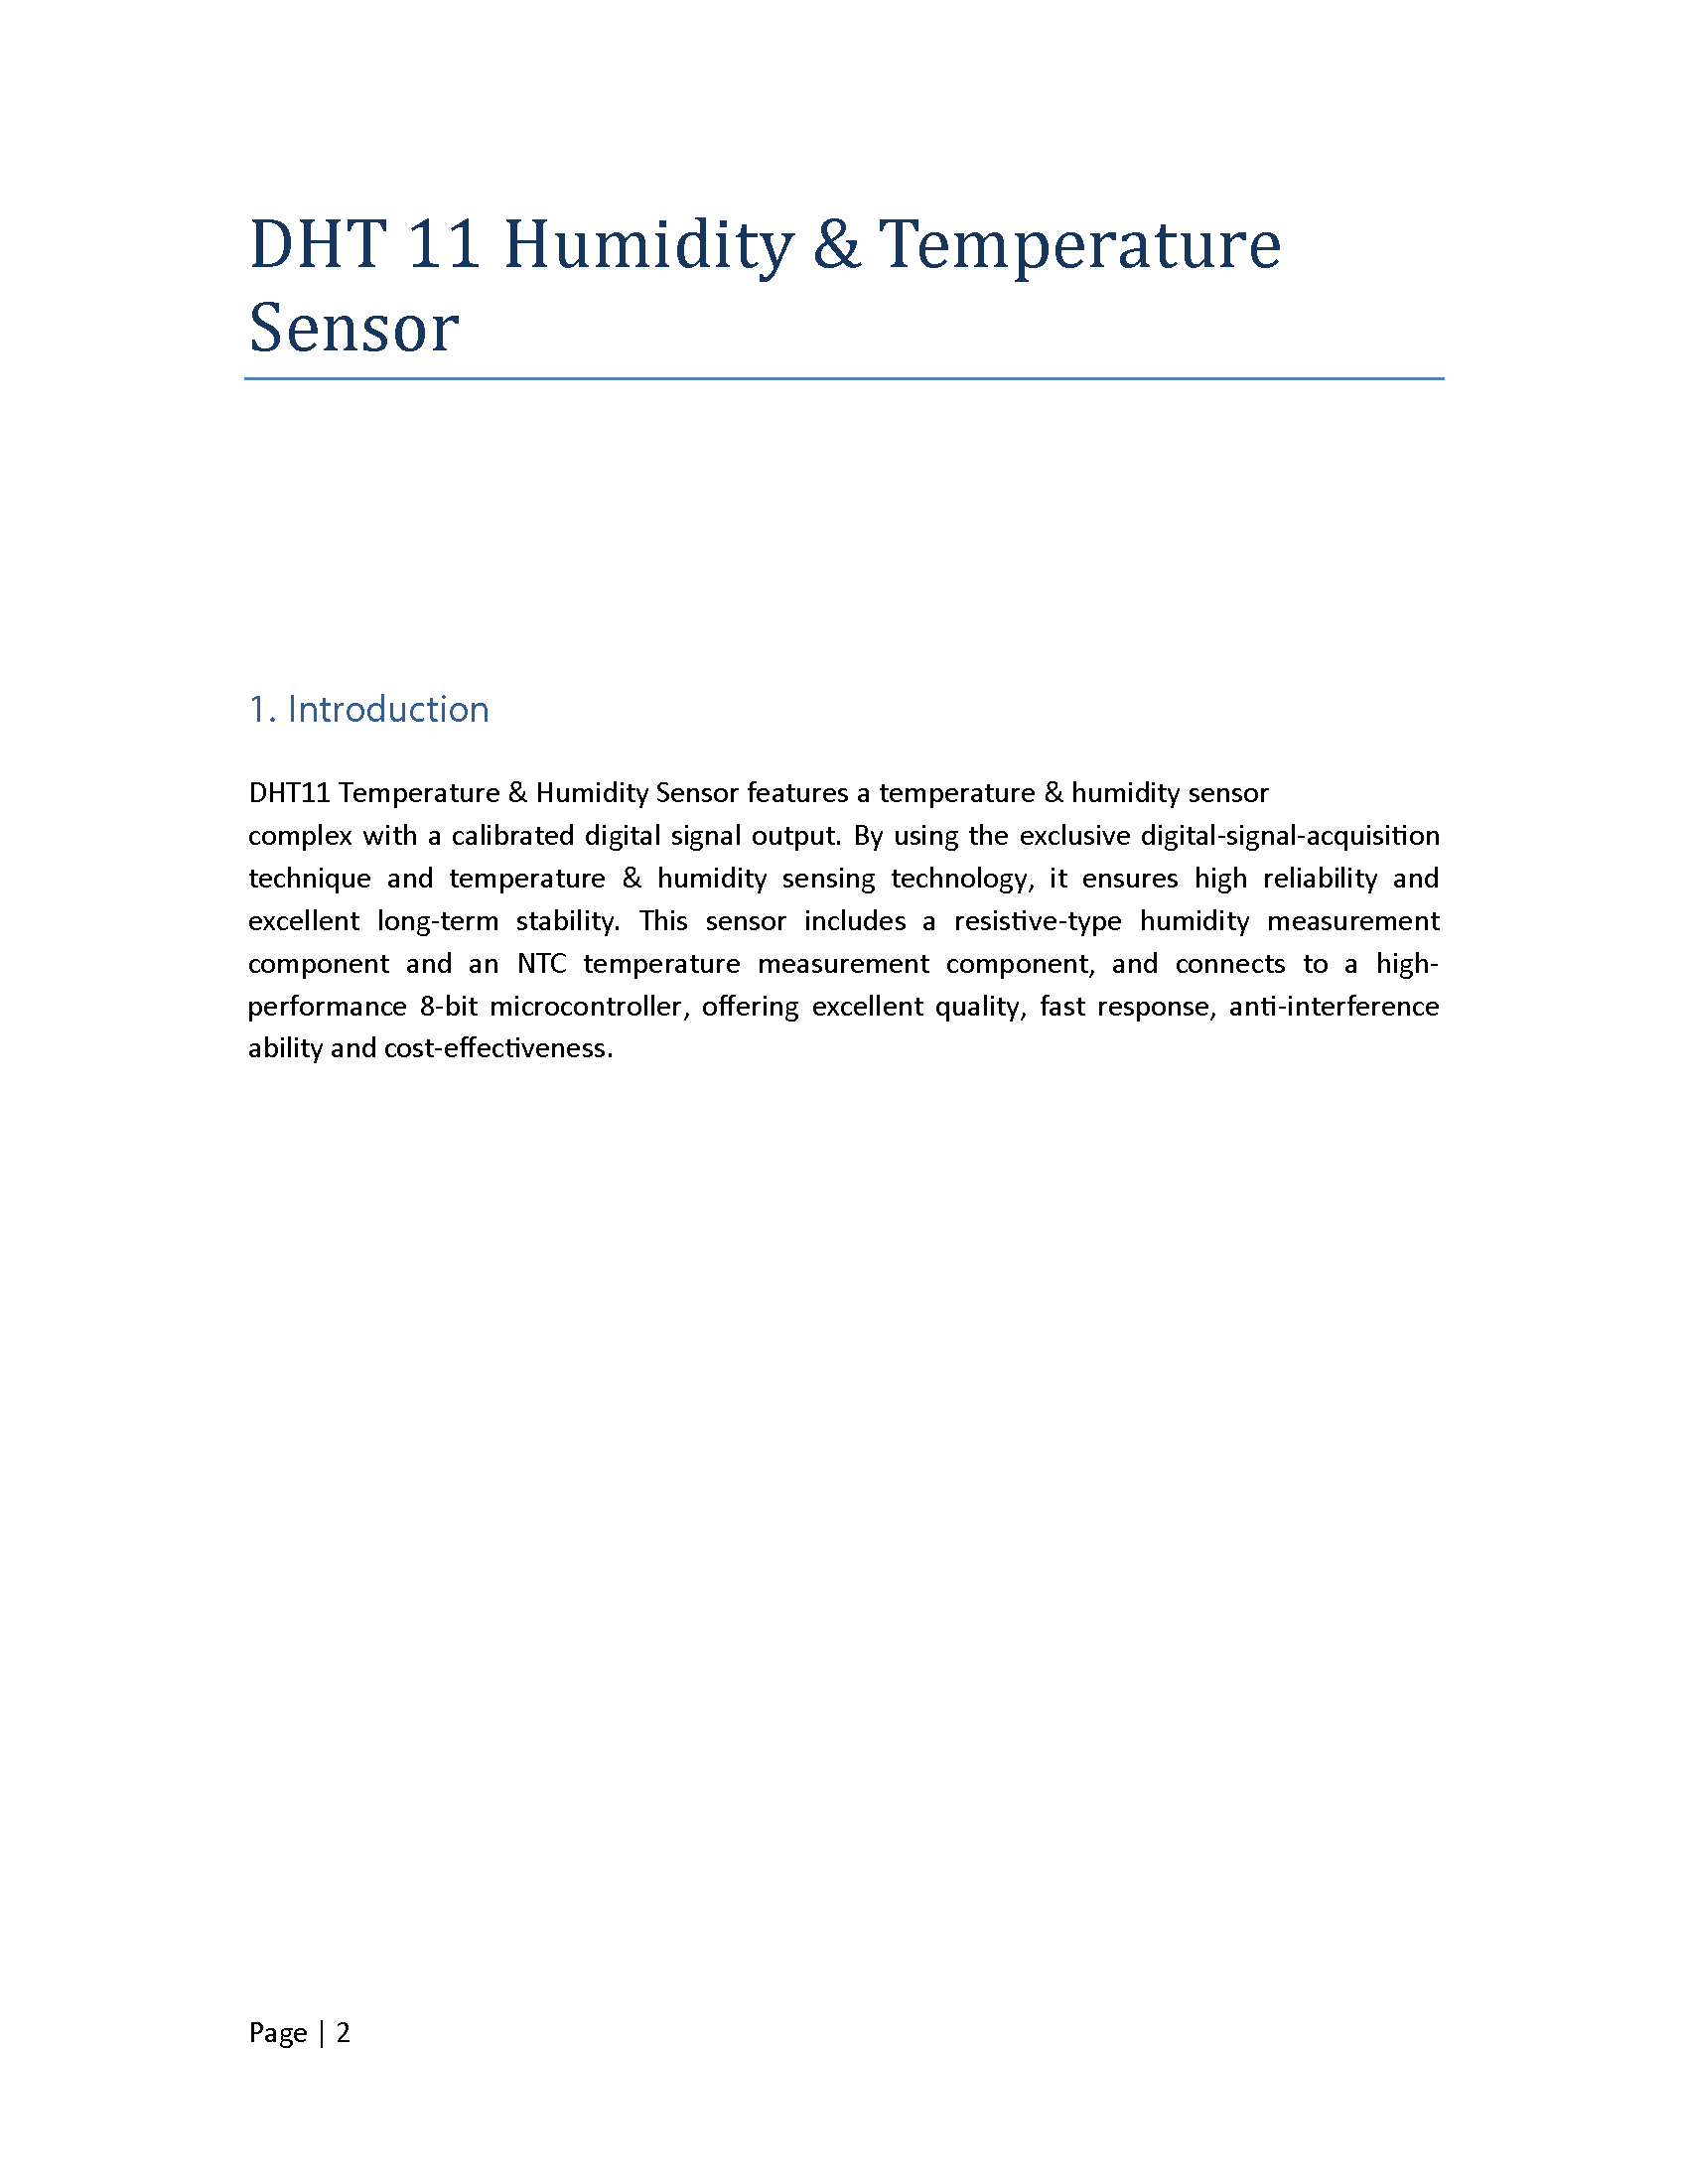 DHT 11 Humidity & Temperature
Sensor
1. Introduction
DHT11 Temperature & Humidity Sensor features a temperature & humidity sensor
complex with a calibrated digital signal output. By using the exclusive digital-signal-acquisition
technique and temperature & humidity sensing technology, it ensures high reliability and
excellent long-term stability. This sensor includes a resistive-type humidity measurement
component and an NTC temperature measurement component, and connects to a high-
performance 8-bit microcontroller, offering excellent quality, fast response, anti-interference
ability and cost-effectiveness.
Page | 2